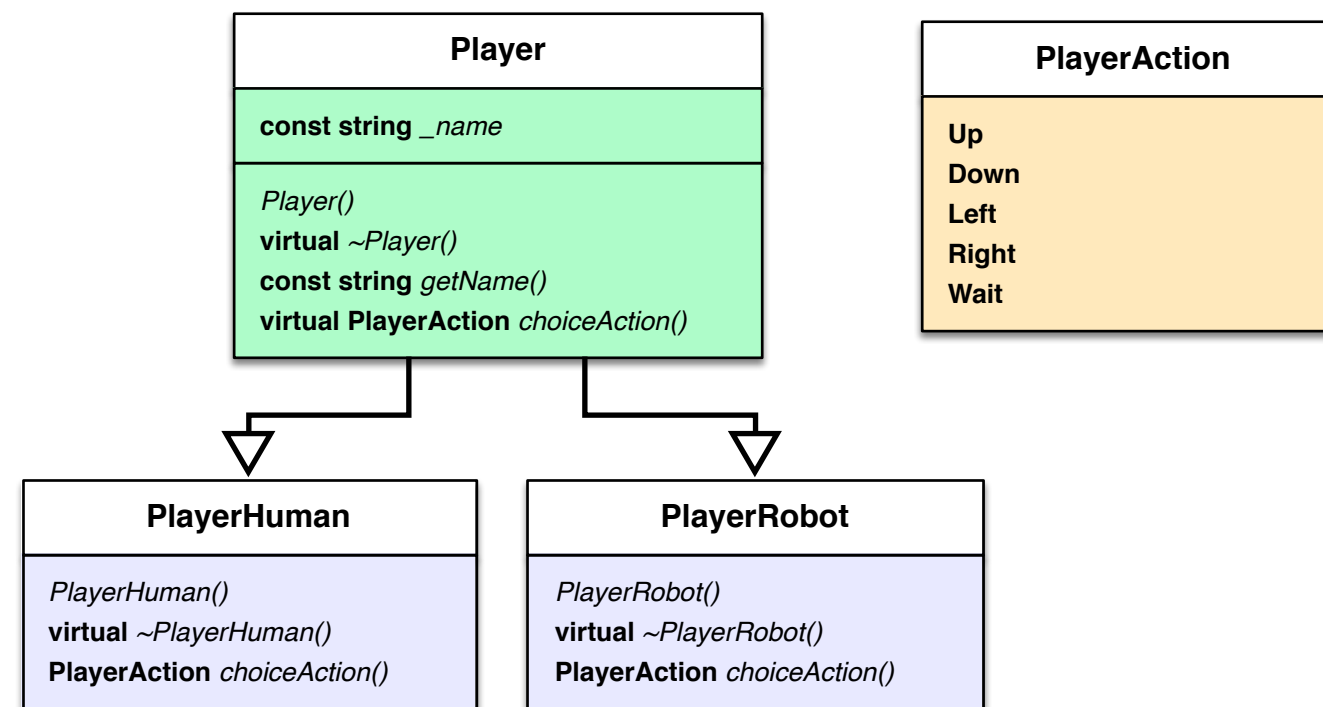 Player
const string _name
Player()
virtual ~Player()
const string getName()
virtual PlayerAction choiceAction()
PlayerAction
Up
Down
Left
Right
Wait
PlayerHuman
PlayerHuman()
virtual ~PlayerHuman()
PlayerAction choiceAction()
PlayerRobot
PlayerRobot()
virtual ~PlayerRobot()
PlayerAction choiceAction()